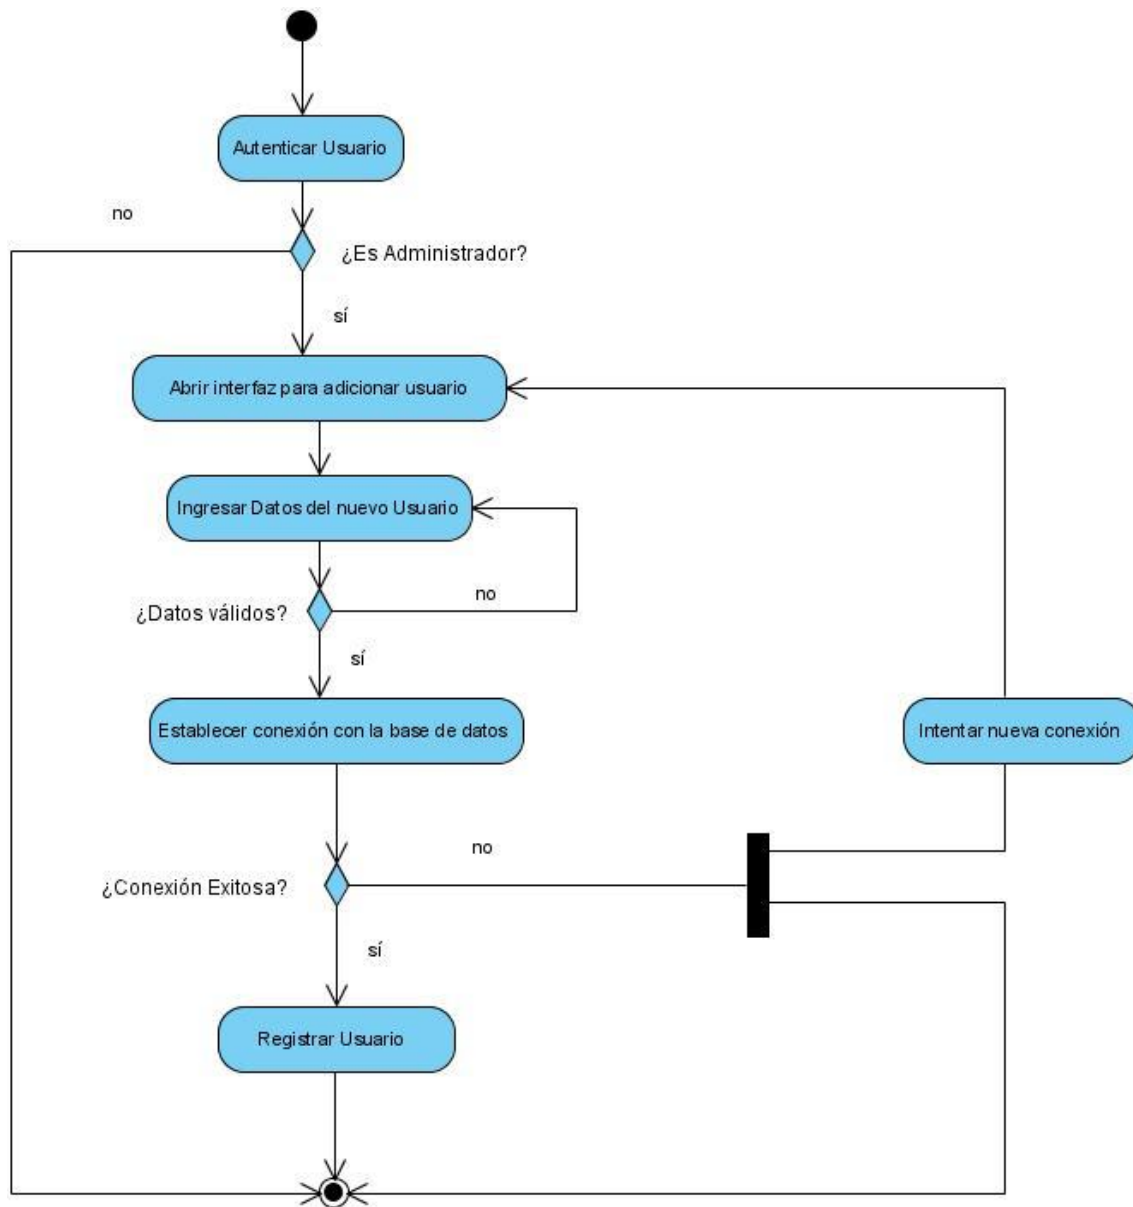 Autenticar Usuario
no
¿Es Administrador?
sí
Abrir interfaz para adicionar usuario
Ingresar Datos del nuevo Usuario
no
¿Datos válidos?
sí
Establecer conexión con la base de datos
Intentar nueva conexión
no
¿Conexión Exitosa?
sí
Registrar Usuario